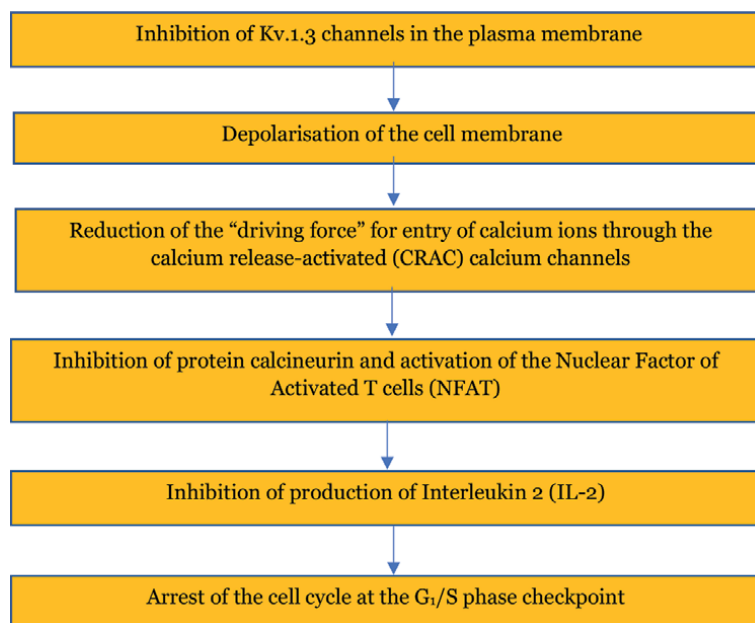 Inhibition of Kv.1.3 channels in the plasma membrane
Depolarisation of the cell membrane
Reduction of the “driving force” for entry of calcium ions through the
calcium release-activated (CRAC) calcium channels
Inhibition of protein calcineurin and activation of the Nuclear Factor of
Activated T cells (NFAT)
Inhibition of production of Interleukin 2 (IL-2)
Arrest of the cell cycle at the G₁/S phase checkpoint